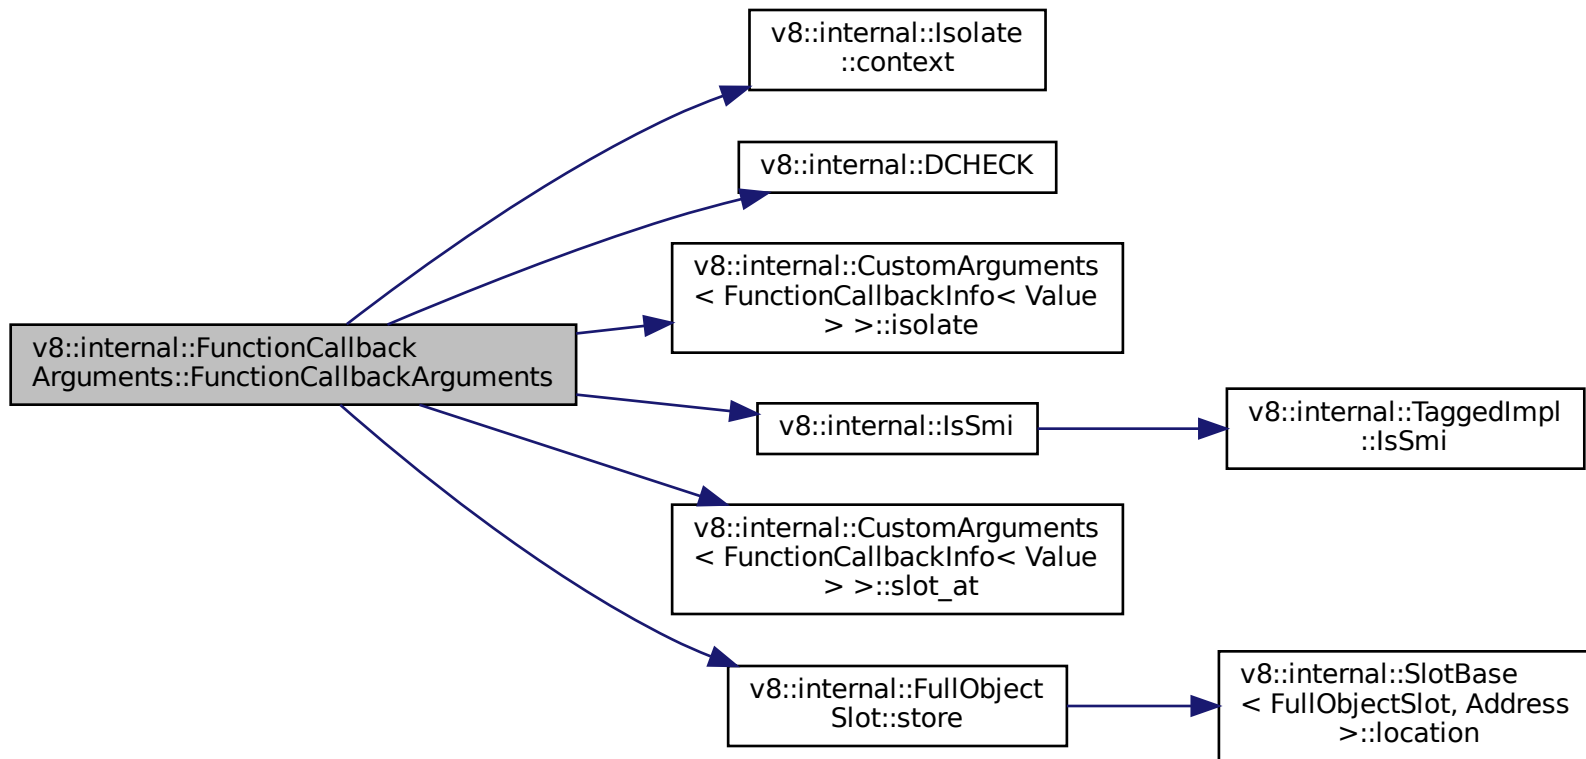 v8::internal::Isolate
::context
v8::internal::DCHECK
v8::internal::CustomArguments
< FunctionCallbackInfo< Value
> >::isolate
v8::internal::FunctionCallback
Arguments::FunctionCallbackArguments
v8::internal::IsSmi
v8::internal::TaggedImpl
::IsSmi
v8::internal::CustomArguments
< FunctionCallbackInfo< Value
> >::slot_at
v8::internal::FullObject
Slot::store
v8::internal::SlotBase
< FullObjectSlot, Address
>::location